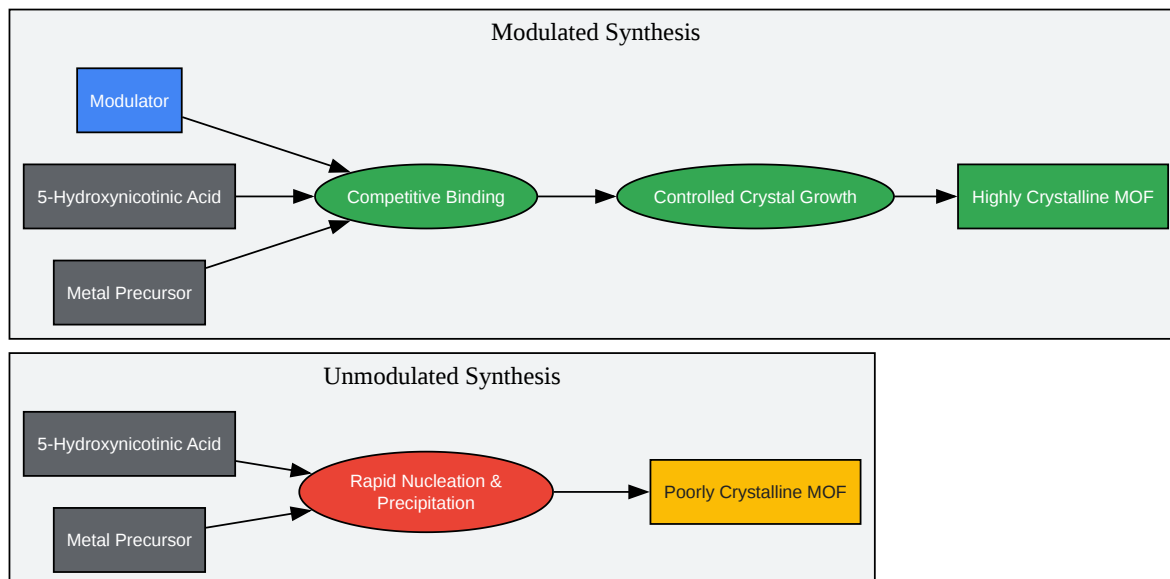 Modulated Synthesis
Modulator
5-Hydroxynicotinic Acid
Competitive Binding
Controlled Crystal Growth
Highly Crystalline MOF
Metal Precursor
Unmodulated Synthesis
5-Hydroxynicotinic Acid
Rapid Nucleation &
Precipitation
Poorly Crystalline MOF
Metal Precursor